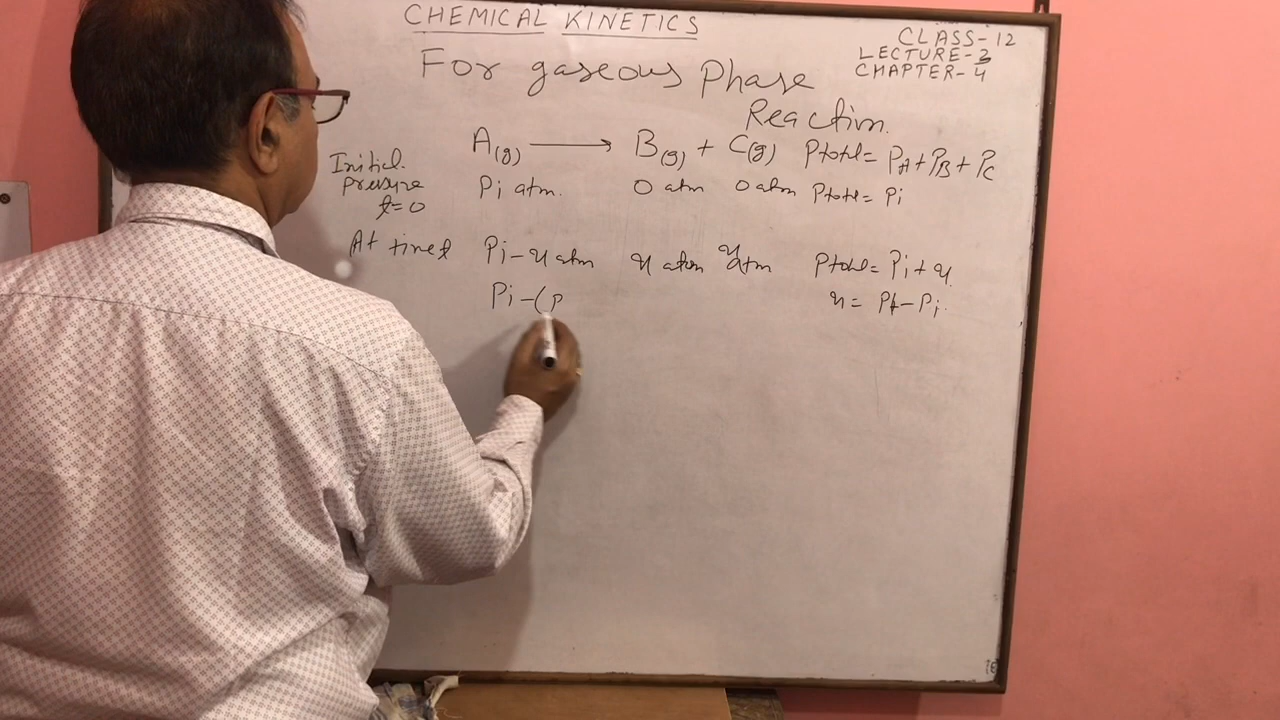 CHEMICAL KINETICS
CLASS-12
LECTURE-3
CHAPTER-4
For gaseous Phase
Reaction.
A(g) ⟶ B(g) + C(g) Ptotal = PA + PB + PC
Initial
pressure Pi atm. 0 atm 0 atm Ptotal = Pi
t=0
At time t Pi - x atm x atm x atm Ptotal = Pi + x
Pi - (P x = Pt - Pi